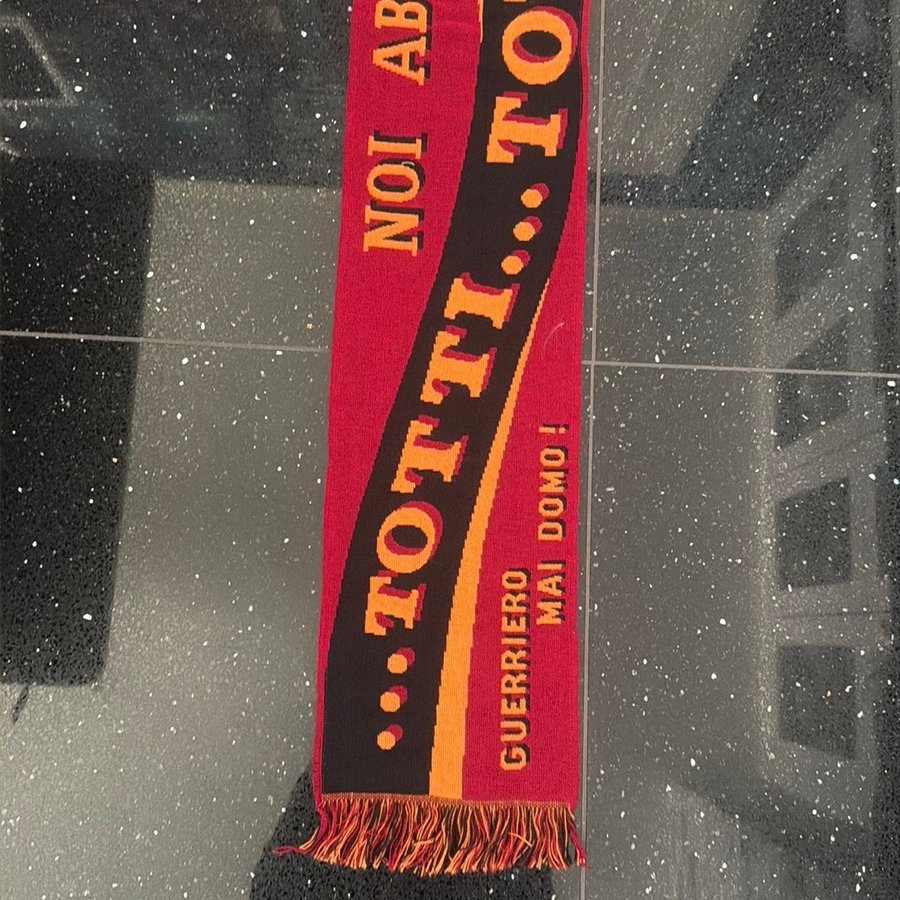 NOI AB
...TOTTI...TO
GUERRIERO
MAI DOMO!